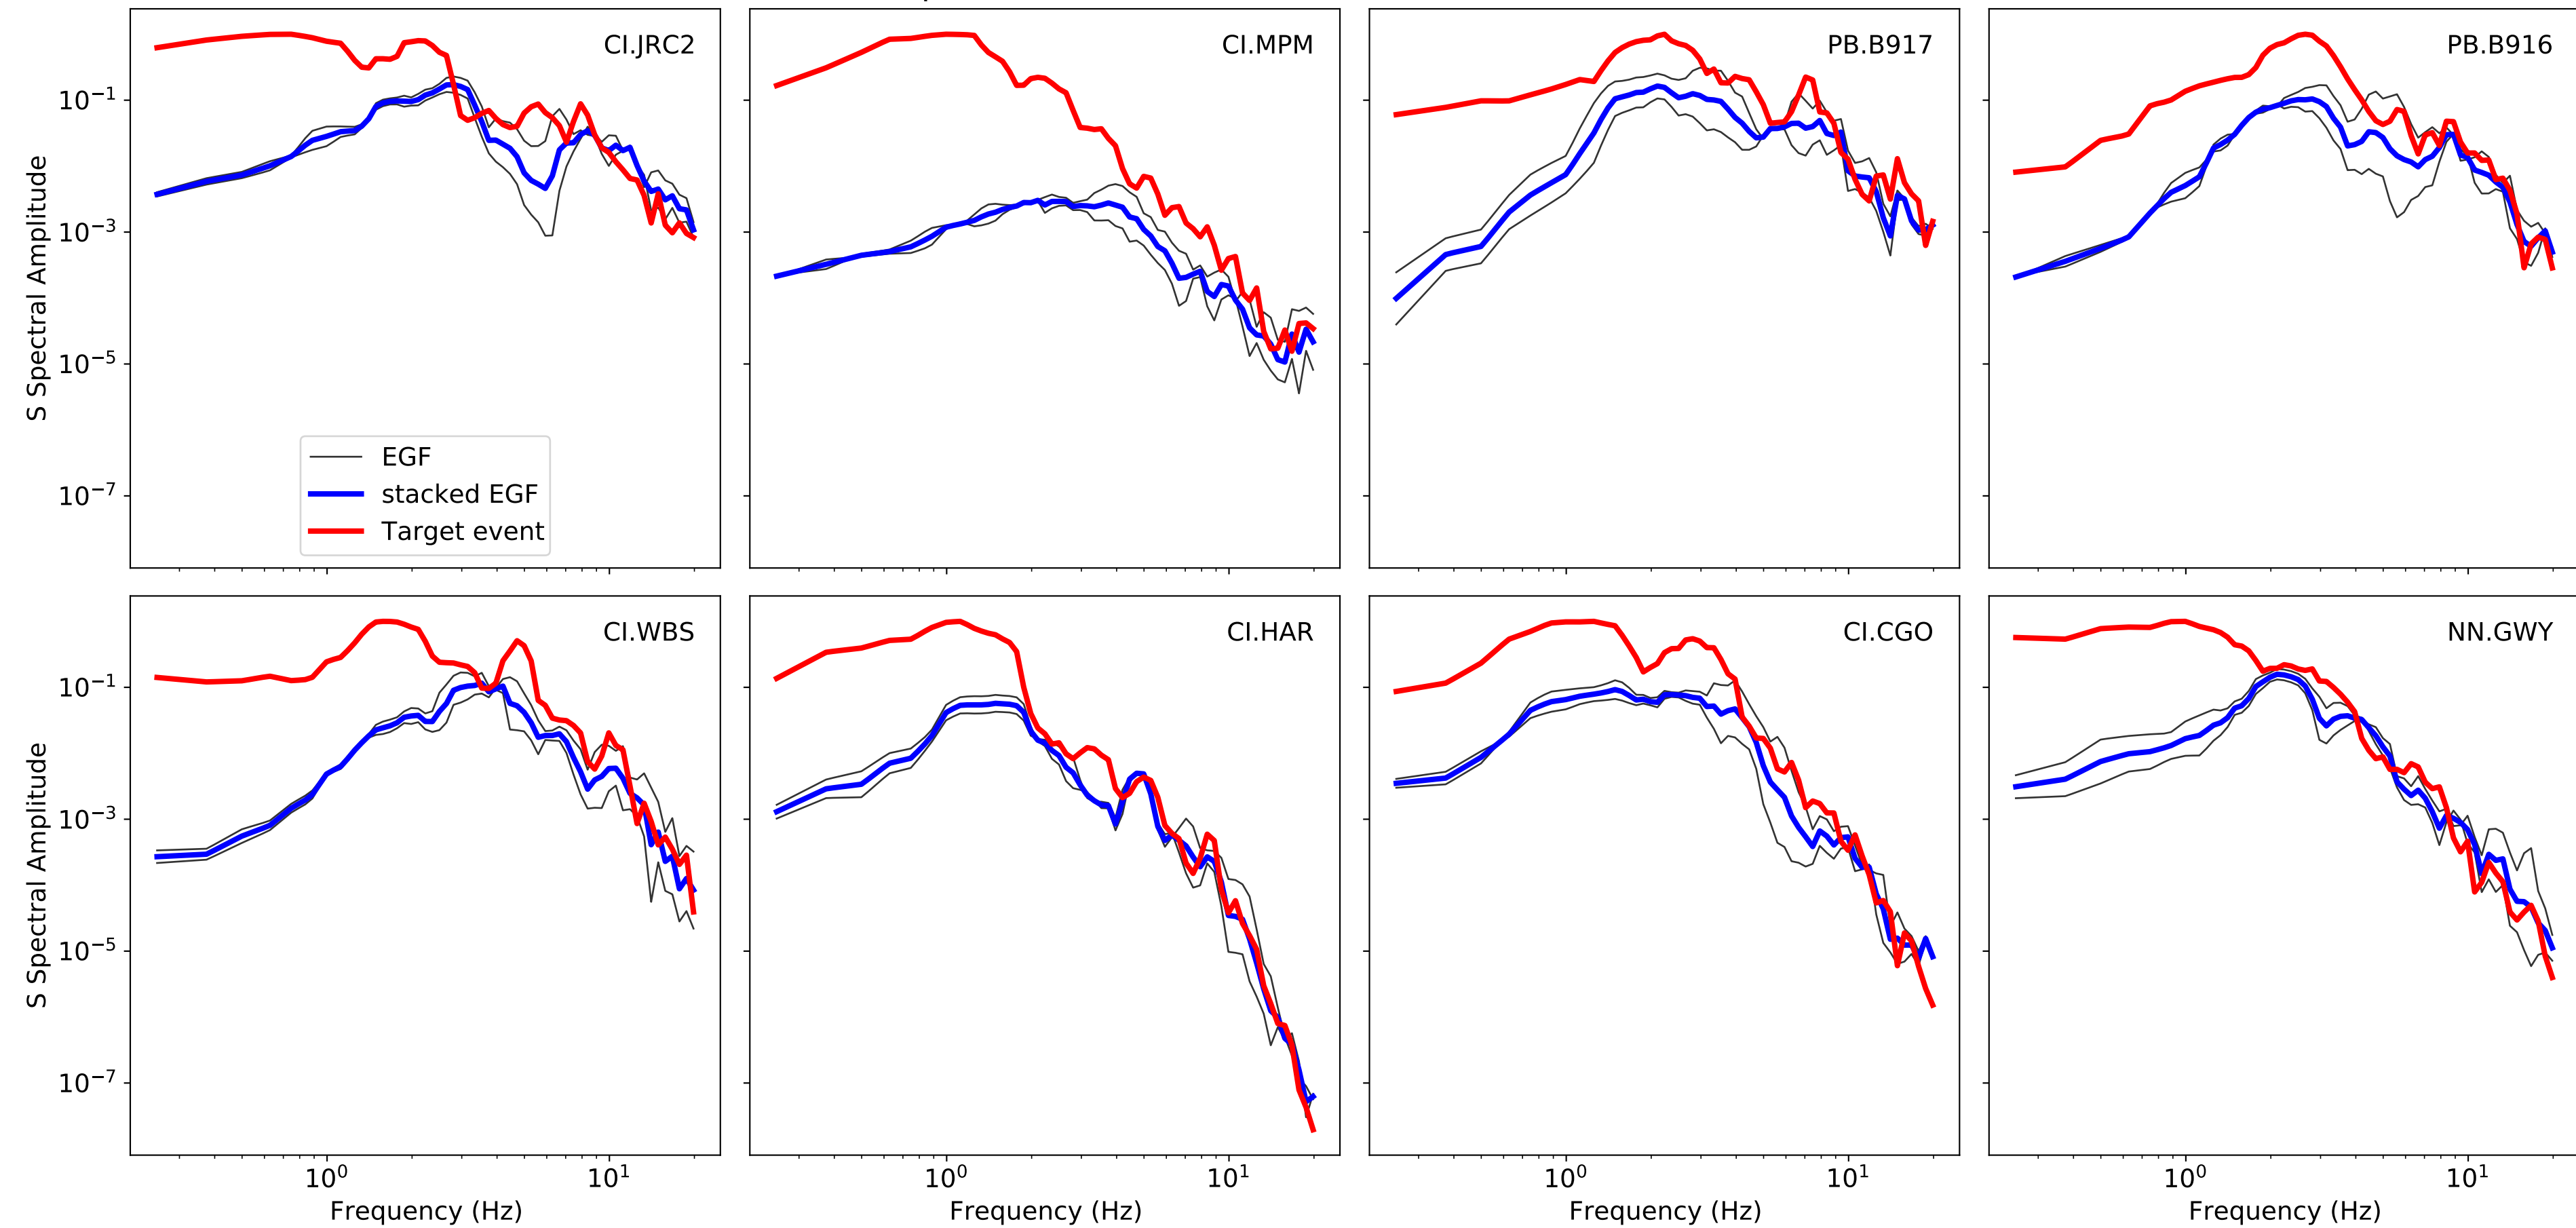 CI.JRC2
CI.MPM
PB.B917
PB.B916
S Spectral Amplitude
10⁻¹
10⁻³
10⁻⁵
10⁻⁷
EGF
stacked EGF
Target event
CI.WBS
CI.HAR
CI.CGO
NN.GWY
S Spectral Amplitude
10⁻¹
10⁻³
10⁻⁵
10⁻⁷
10⁰ 10¹ 10⁰ 10¹ 10⁰ 10¹ 10⁰ 10¹
Frequency (Hz) Frequency (Hz) Frequency (Hz) Frequency (Hz)